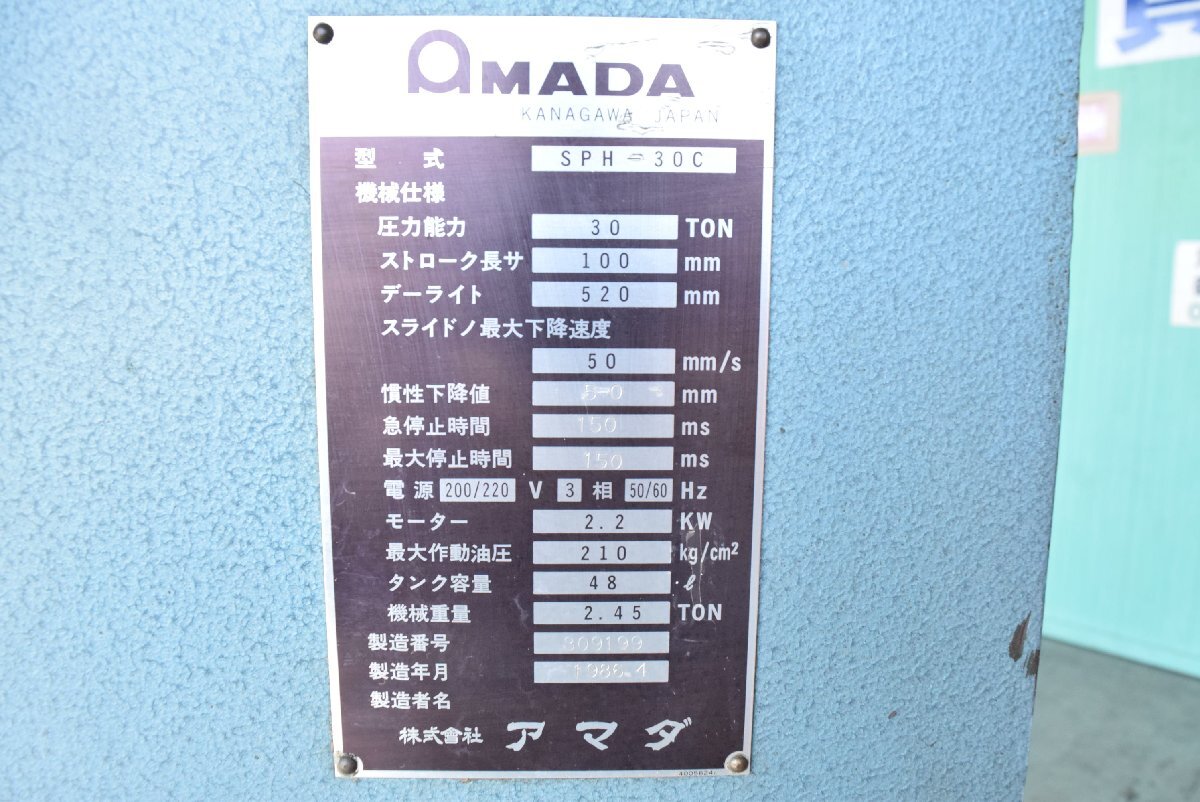 AMADA
KANAGAWA JAPAN
型式 SPH-30C
機械仕様
圧力能力 30 TON
ストローク長サ 100 mm
デーライト 520 mm
スライドノ最大下降速度
50 mm/s
慣性下降値 mm
急停止時間 150 ms
最大停止時間 150 ms
電源 200/220 V 3 相 50/60 Hz
モーター 2.2 KW
最大作動油圧 210 kg/cm²
タンク容量 48 ℓ
機械重量 2.45 TON
製造番号 309199
製造年月 1986.4
製造者名
株式會社 アマダ